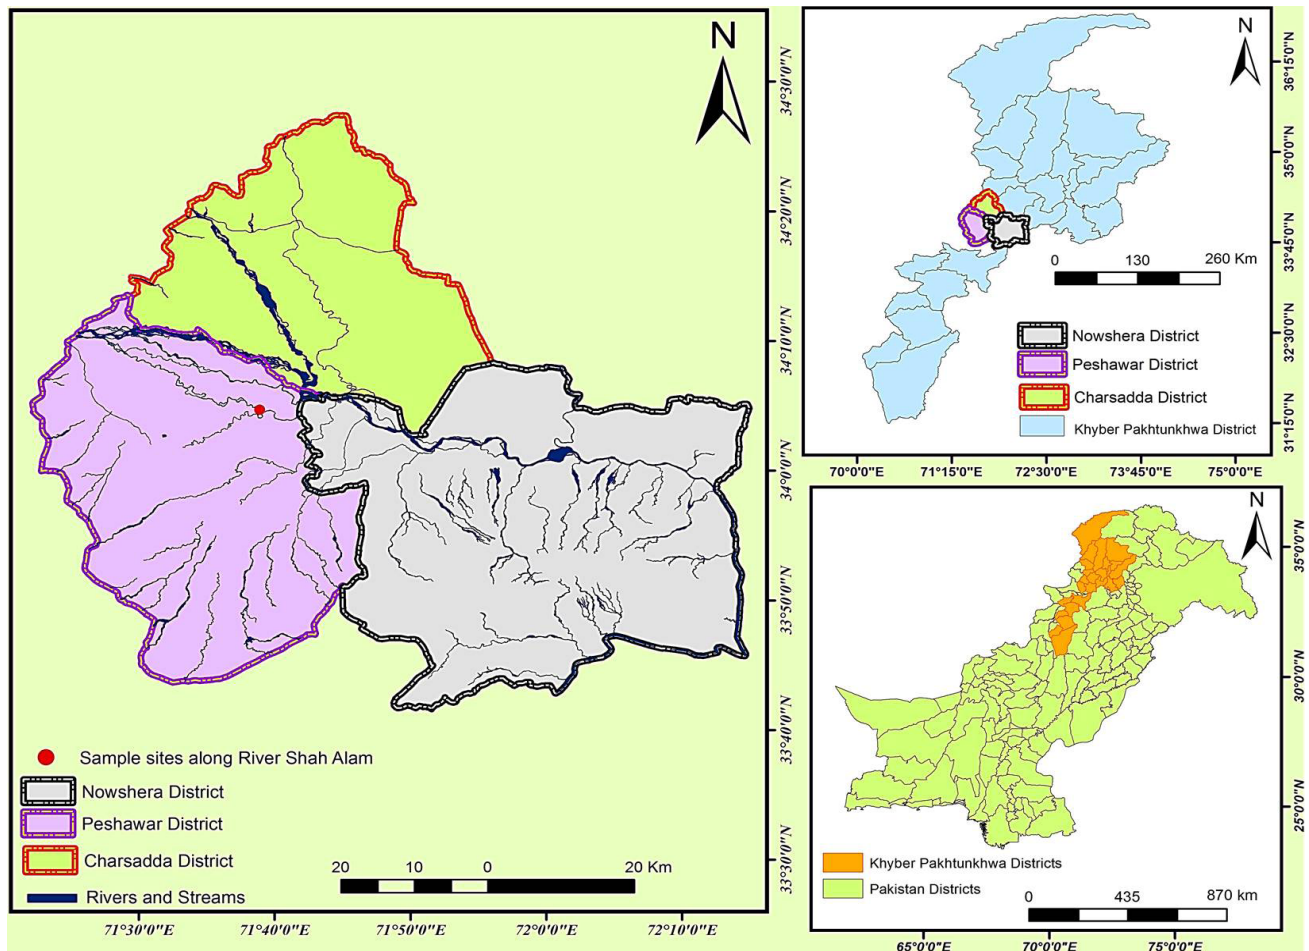 N
34°30'0"N
34°20'0"N
34°10'0"N
34°0'0"N
33°50'0"N
33°40'0"N
33°30'0"N
Sample sites along River Shah Alam
Nowshera District
Peshawar District
Charsadda District
Rivers and Streams
20 10 0 20 Km
71°30'0"E 71°40'0"E 71°50'0"E 72°0'0"E 72°10'0"E
N
36°15'0"N
35°0'0"N
33°45'0"N
32°30'0"N
31°15'0"N
0 130 260 Km
Nowshera District
Peshawar District
Charsadda District
Khyber Pakhtunkhwa District
70°0'0"E 71°15'0"E 72°30'0"E 73°45'0"E 75°0'0"E
N
35°0'0"N
30°0'0"N
25°0'0"N
Khyber Pakhtunkhwa Districts
Pakistan Districts
0 435 870 km
65°0'0"E 70°0'0"E 75°0'0"E